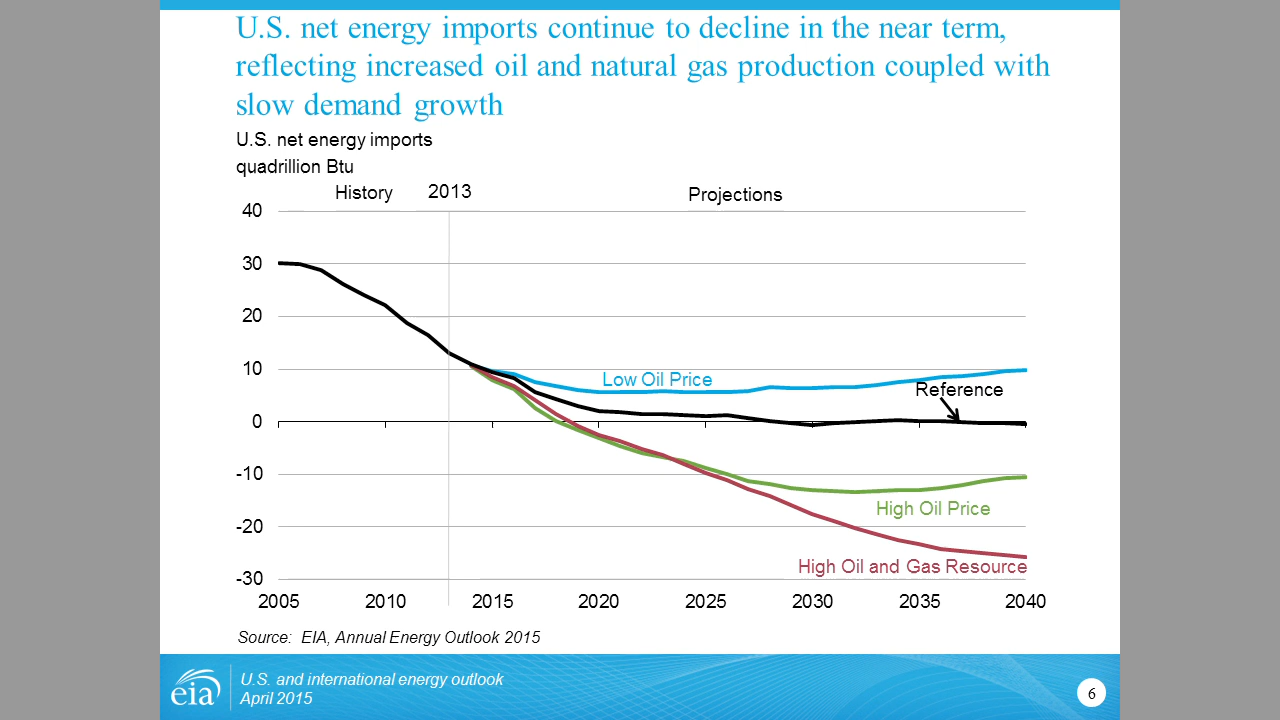 U.S. net energy imports continue to decline in the near term,
reflecting increased oil and natural gas production coupled with
slow demand growth
U.S. net energy imports
quadrillion Btu
History 2013 Projections
40
30
20
10
0
-10
-20
-30
Low Oil Price
Reference
High Oil Price
High Oil and Gas Resource
2005 2010 2015 2020 2025 2030 2035 2040
Source: EIA, Annual Energy Outlook 2015
eia
U.S. and international energy outlook
April 2015
6